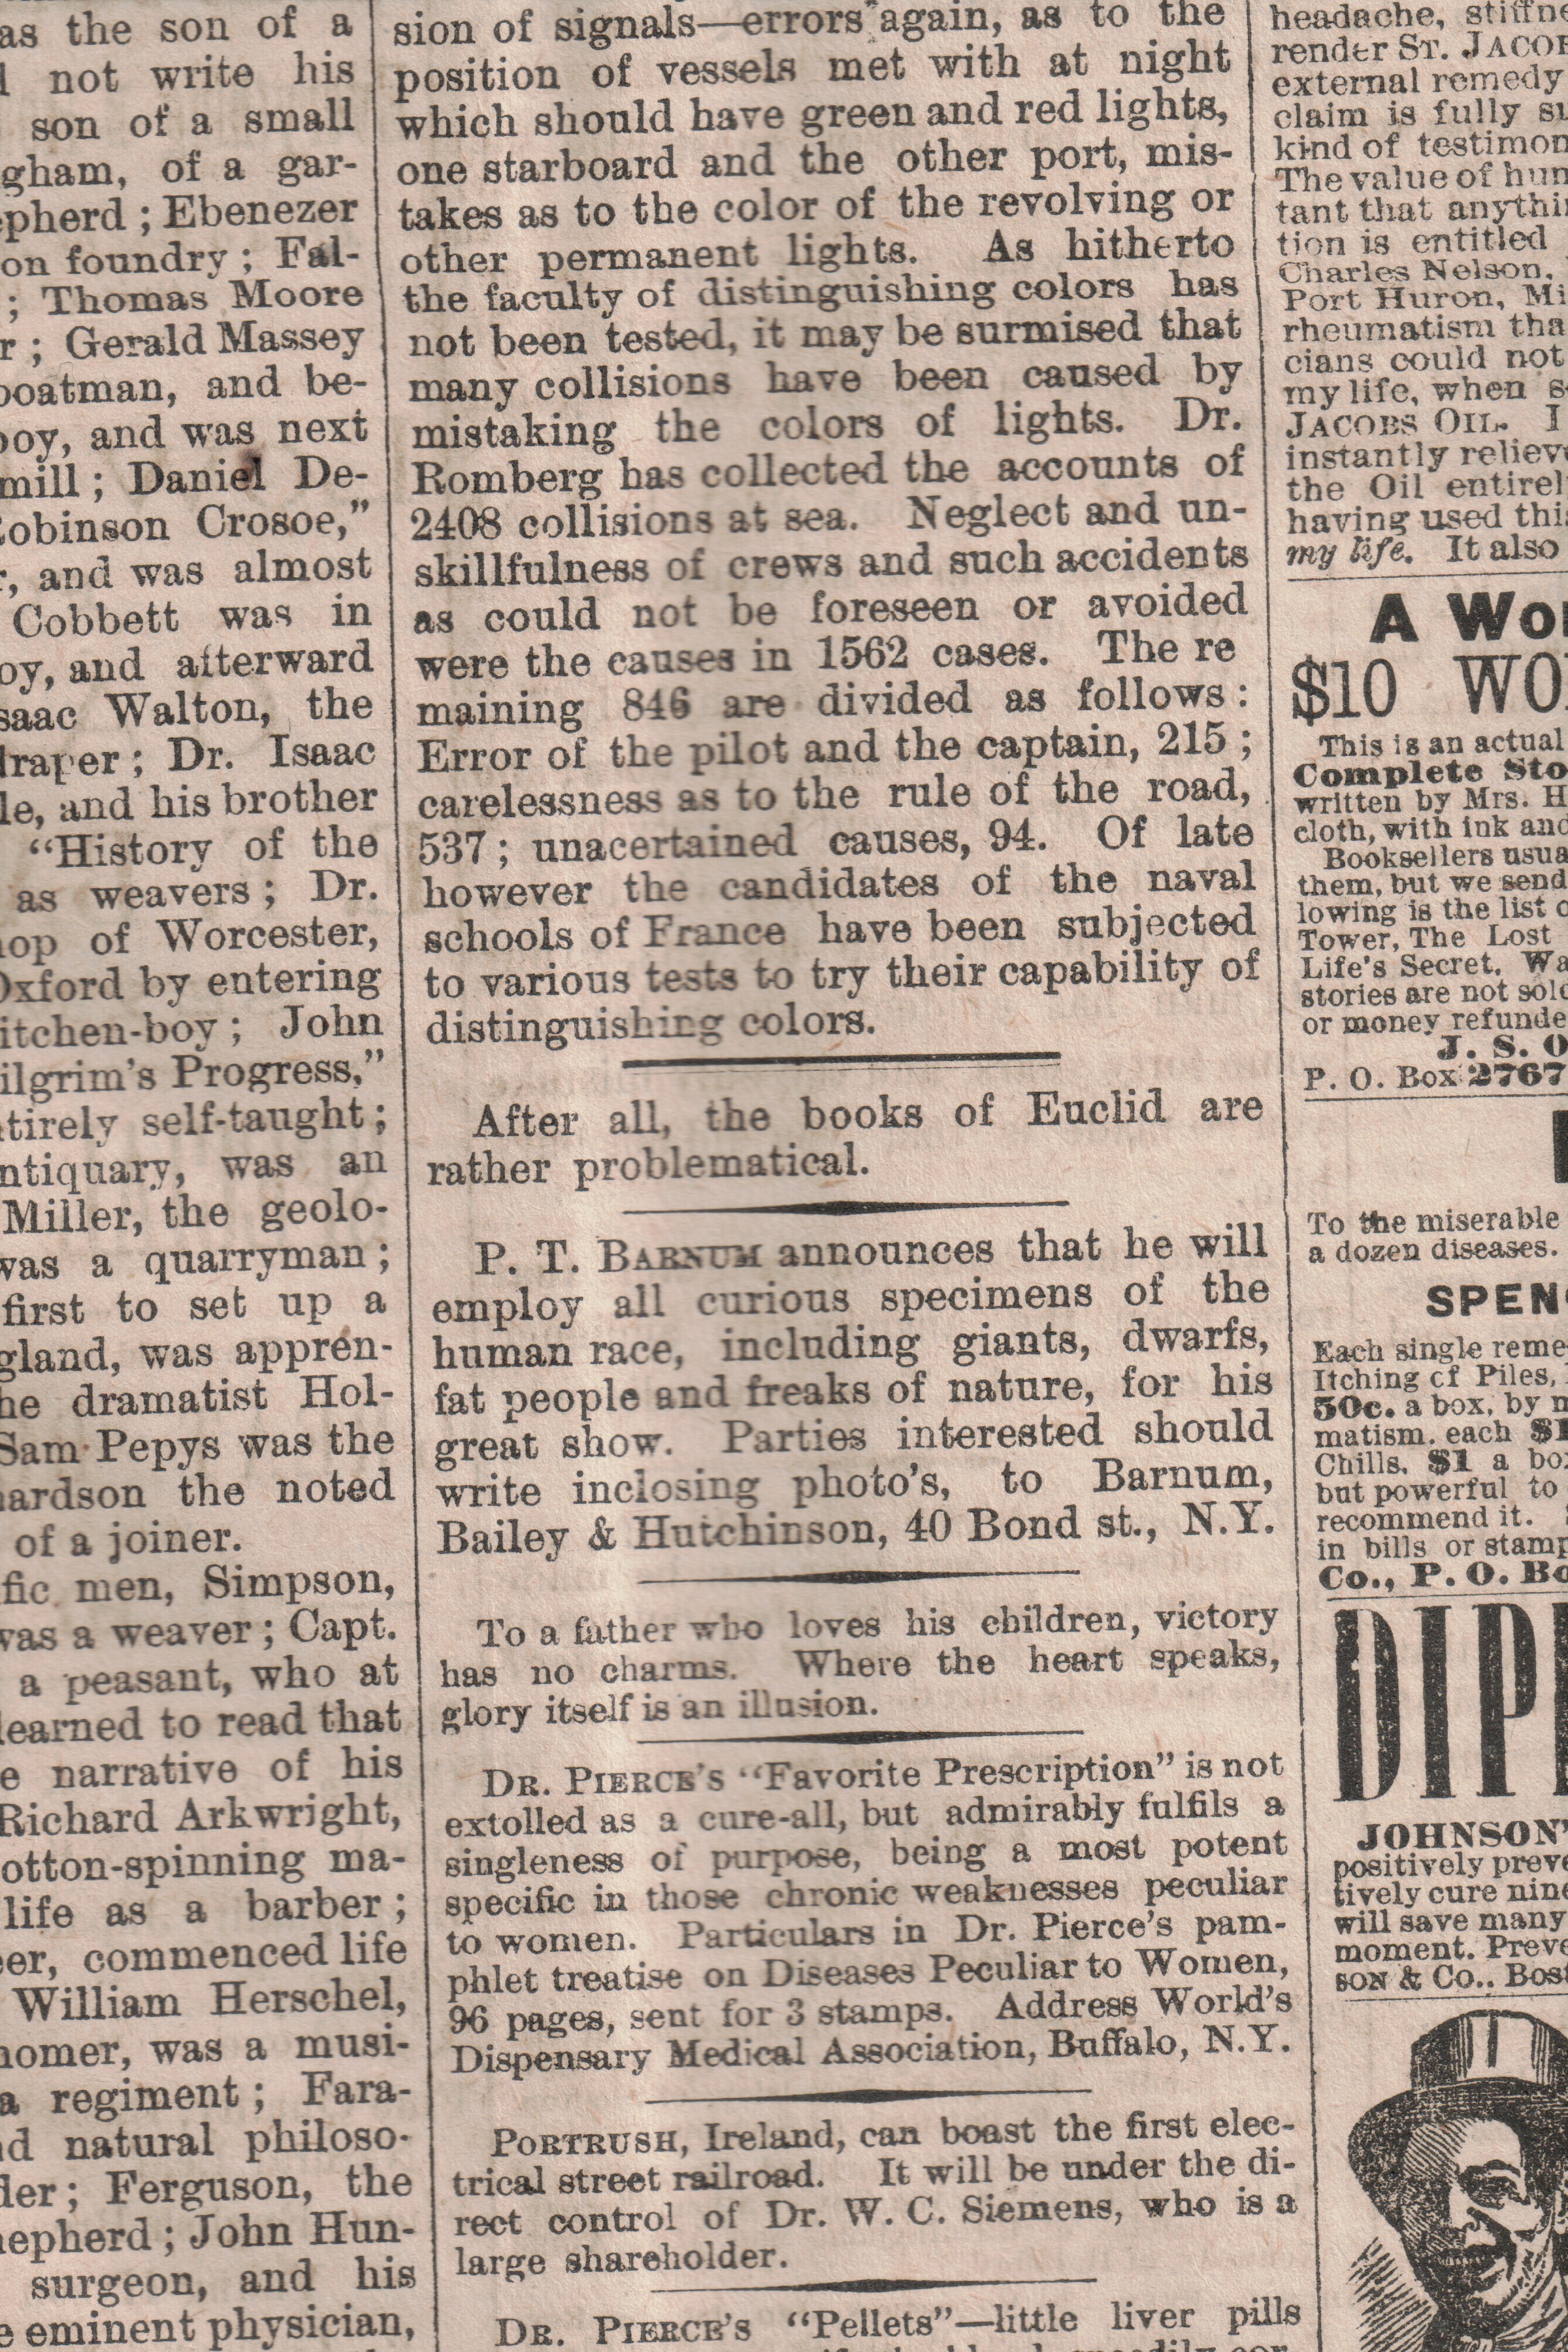 as the son of a
not write his
son of a small
gham, of a gar-
epherd ; Ebenezer
on foundry ; Fal-
; Thomas Moore
r ; Gerald Massey
boatman, and be-
boy, and was next
mill ; Daniel De-
Robinson Crosoe,”
r, and was almost
Cobbett was in
oy, and afterward
saac Walton, the
draper ; Dr. Isaac
le, and his brother
“History of the
as weavers ; Dr.
hop of Worcester,
Oxford by entering
kitchen-boy ; John
ilgrim's Progress,”
tirely self-taught ;
ntiquary, was an
Miller, the geolo-
was a quarryman ;
first to set up a
gland, was appren-
he dramatist Hol-
Sam Pepys was the
hardson the noted
of a joiner.
fic men, Simpson,
was a weaver ; Capt.
a peasant, who at
learned to read that
e narrative of his
Richard Arkwright,
otton-spinning ma-
life as a barber ;
eer, commenced life
William Herschel,
nomer, was a musi-
a regiment ; Fara-
nd natural philoso-
der ; Ferguson, the
hepherd ; John Hun-
surgeon, and his
e eminent physician,
sion of signals—errors again, as to the
position of vessels met with at night
which should have green and red lights,
one starboard and the other port, mis-
takes as to the color of the revolving or
other permanent lights. As hitherto
the faculty of distinguishing colors has
not been tested, it may be surmised that
many collisions have been caused by
mistaking the colors of lights. Dr.
Romberg has collected the accounts of
2408 collisions at sea. Neglect and un-
skillfulness of crews and such accidents
as could not be foreseen or avoided
were the causes in 1562 cases. The re
maining 846 are divided as follows :
Error of the pilot and the captain, 215 ;
carelessness as to the rule of the road,
537 ; unacertained causes, 94. Of late
however the candidates of the naval
schools of France have been subjected
to various tests to try their capability of
distinguishing colors.
After all, the books of Euclid are
rather problematical.
P. T. BARNUM announces that he will
employ all curious specimens of the
human race, including giants, dwarfs,
fat people and freaks of nature, for his
great show. Parties interested should
write inclosing photo's, to Barnum,
Bailey & Hutchinson, 40 Bond st., N.Y.
To a father who loves his children, victory
has no charms. Where the heart speaks,
glory itself is an illusion.
DR. PIERCE'S “Favorite Prescription” is not
extolled as a cure-all, but admirably fulfils a
singleness of purpose, being a most potent
specific in those chronic weaknesses peculiar
to women. Particulars in Dr. Pierce's pam-
phlet treatise on Diseases Peculiar to Women,
96 pages, sent for 3 stamps. Address World's
Dispensary Medical Association, Buffalo, N.Y.
PORTRUSH, Ireland, can boast the first elec-
trical street railroad. It will be under the di-
rect control of Dr. W. C. Siemens, who is a
large shareholder.
DR. PIERCE'S “Pellets”—little liver pills
headache, stiffne
render ST. JACOB
external remedy
claim is fully su
kind of testimon
The value of hum
tant that anythin
tion is entitled
Charles Nelson,
Port Huron, Mi
rheumatism tha
cians could not
my life, when s
JACOBS OIL. I
instantly relieve
the Oil entirel
having used this
my life. It also
A Wo
$10 WO
This is an actual
Complete Sto
written by Mrs. H
cloth, with ink and
Booksellers usua
them, but we send
lowing is the list o
Tower, The Lost
Life's Secret. Wa
stories are not sold
or money refunde
J. S. O
P. O. Box 2767
To the miserable
a dozen diseases.
SPENC
Each single reme
Itching of Piles,
50c. a box, by m
matism. each $1
Chills. $1 a box
but powerful to
recommend it.
in bills or stamp
Co., P. O. Bo
DIPH
JOHNSON'
positively preve
tively cure nine
will save many
moment. Preve
SON & Co., Bost